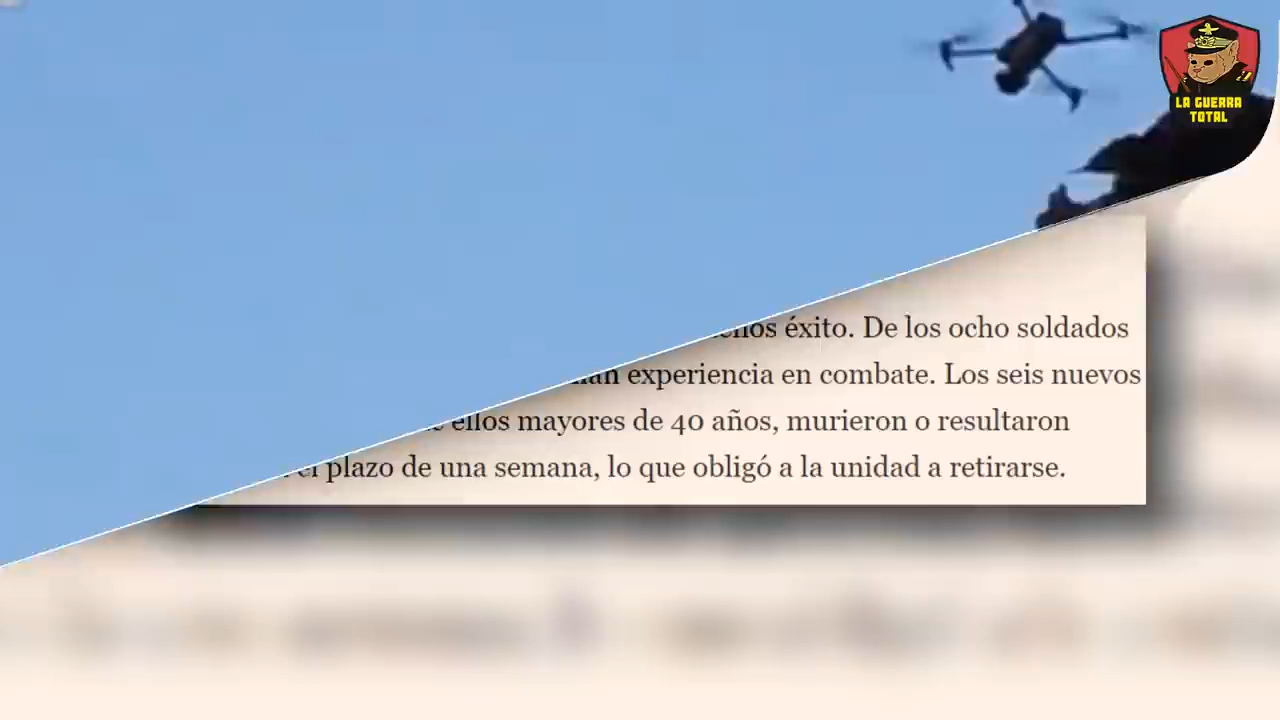 LA GUERRA
TOTAL
éxito. De los ocho soldados
experiencia en combate. Los seis nuevos
ellos mayores de 40 años, murieron o resultaron
el plazo de una semana, lo que obligó a la unidad a retirarse.